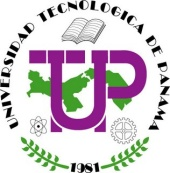 UNIVERSIDAD TECNOLOGICA DE PANAMA
UTP
1981